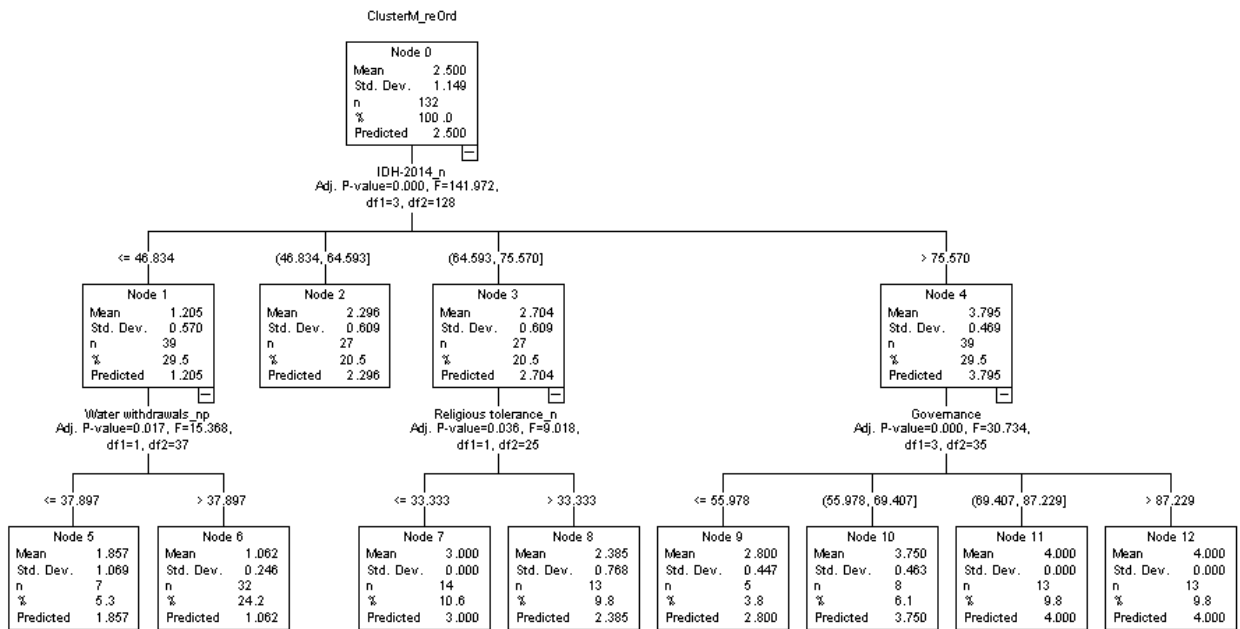 ClusterM_reOrd
Node 0
Mean 2.500
Std. Dev. 1.149
n 132
% 100 .0
Predicted 2.500
IDH-2014_n
Adj. P-value=0.000, F=141.972,
df1=3, df2=128
<= 46.834
(46.834, 64.593]
(64.593, 75.570]
> 75.570
Node 1
Mean 1.205
Std. Dev. 0.570
n 39
% 29.5
Predicted 1.205
Node 2
Mean 2.296
Std. Dev. 0.609
n 27
% 20.5
Predicted 2.296
Node 3
Mean 2.704
Std. Dev. 0.609
n 27
% 20.5
Predicted 2.704
Node 4
Mean 3.795
Std. Dev. 0.469
n 39
% 29.5
Predicted 3.795
Water withdrawals_np
Adj. P-value=0.017, F=15.368,
df1=1, df2=37
Religious tolerance_n
Adj. P-value=0.036, F=9.018,
df1=1, df2=25
Governance
Adj. P-value=0.000, F=30.734,
df1=3, df2=35
<= 37.897
> 37.897
<= 33.333
> 33.333
<= 55.978
(55.978, 69.407]
(69.407, 87.229]
> 87.229
Node 5
Mean 1.857
Std. Dev. 1.069
n 7
% 5.3
Predicted 1.857
Node 6
Mean 1.062
Std. Dev. 0.246
n 32
% 24.2
Predicted 1.062
Node 7
Mean 3.000
Std. Dev. 0.000
n 14
% 10.6
Predicted 3.000
Node 8
Mean 2.385
Std. Dev. 0.768
n 13
% 9.8
Predicted 2.385
Node 9
Mean 2.800
Std. Dev. 0.447
n 5
% 3.8
Predicted 2.800
Node 10
Mean 3.750
Std. Dev. 0.463
n 8
% 6.1
Predicted 3.750
Node 11
Mean 4.000
Std. Dev. 0.000
n 13
% 9.8
Predicted 4.000
Node 12
Mean 4.000
Std. Dev. 0.000
n 13
% 9.8
Predicted 4.000